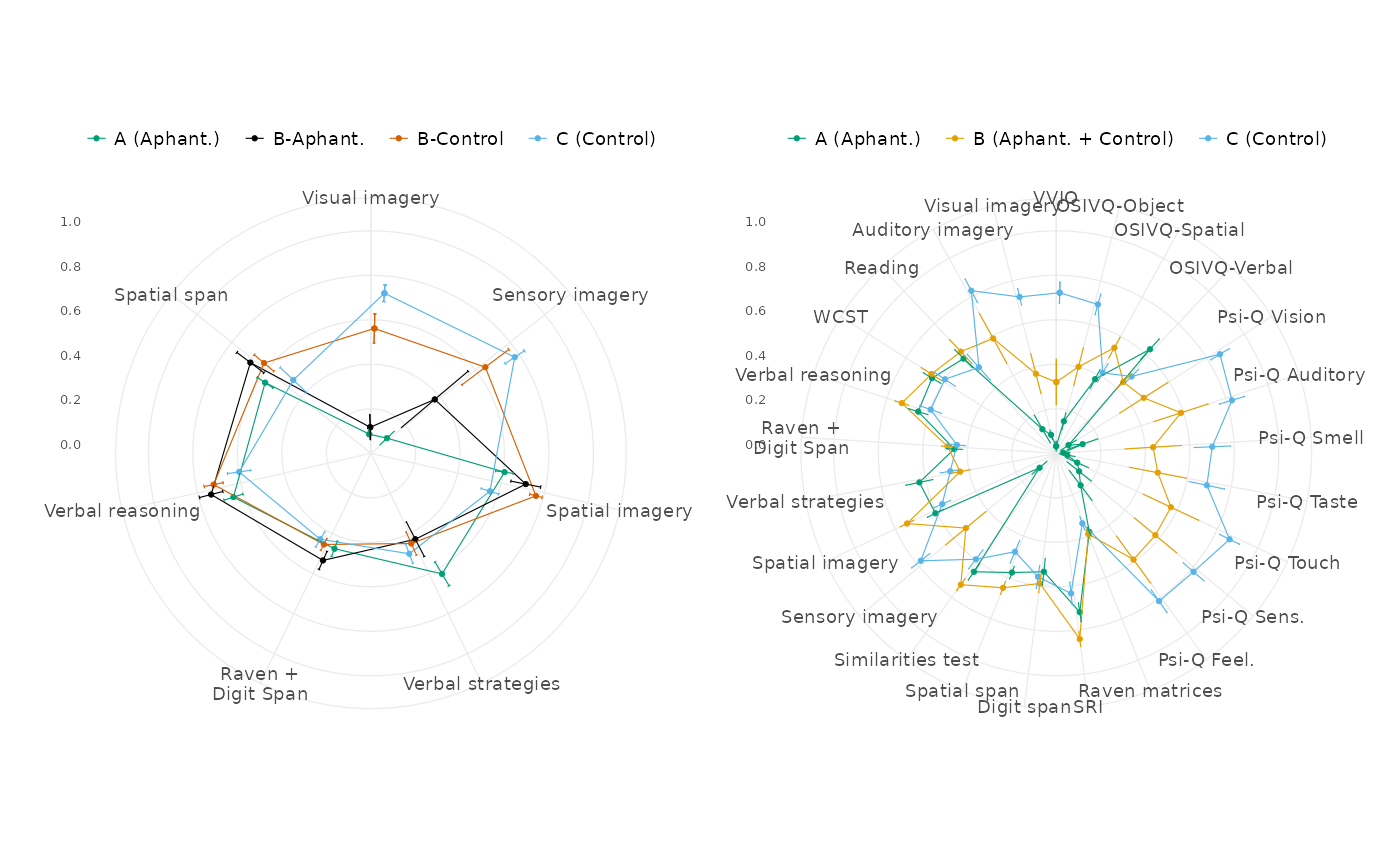 A (Aphant.) B-Aphant. B-Control C (Control)
Visual imagery
1.0
0.8
0.6
0.4
0.2
0.0
Spatial span
Sensory imagery
Verbal reasoning
Spatial imagery
Raven +
Digit Span
Verbal strategies
A (Aphant.) B (Aphant. + Control) C (Control)
1.0
0.8
0.6
0.4
0.2
0.0
VVIQ
OSIVQ-Object
OSIVQ-Spatial
OSIVQ-Verbal
Psi-Q Vision
Psi-Q Auditory
Psi-Q Smell
Psi-Q Taste
Psi-Q Touch
Psi-Q Sens.
Psi-Q Feel.
Raven matrices
SRI
Digit span
Spatial span
Similarities test
Sensory imagery
Spatial imagery
Verbal strategies
Raven +
Digit Span
Verbal reasoning
WCST
Reading
Auditory imagery
Visual imagery